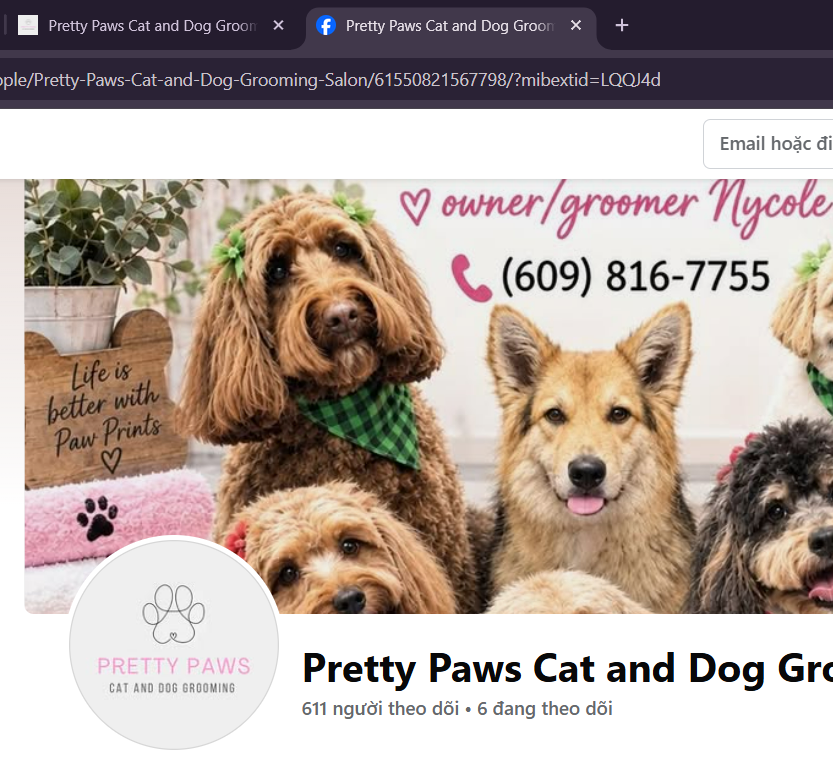 Pretty Paws Cat and Dog Groon
Pretty Paws Cat and Dog Groon
ople/Pretty-Paws-Cat-and-Dog-Grooming-Salon/61550821567798/?mibextid=LQQJ4d
Email hoặc đi
owner/groomer Nycole
(609) 816-7755
Life is
better with
Paw Prints
PRETTY PAWS
CAT AND DOG GROOMING
Pretty Paws Cat and Dog Gro
611 người theo dõi • 6 đang theo dõi